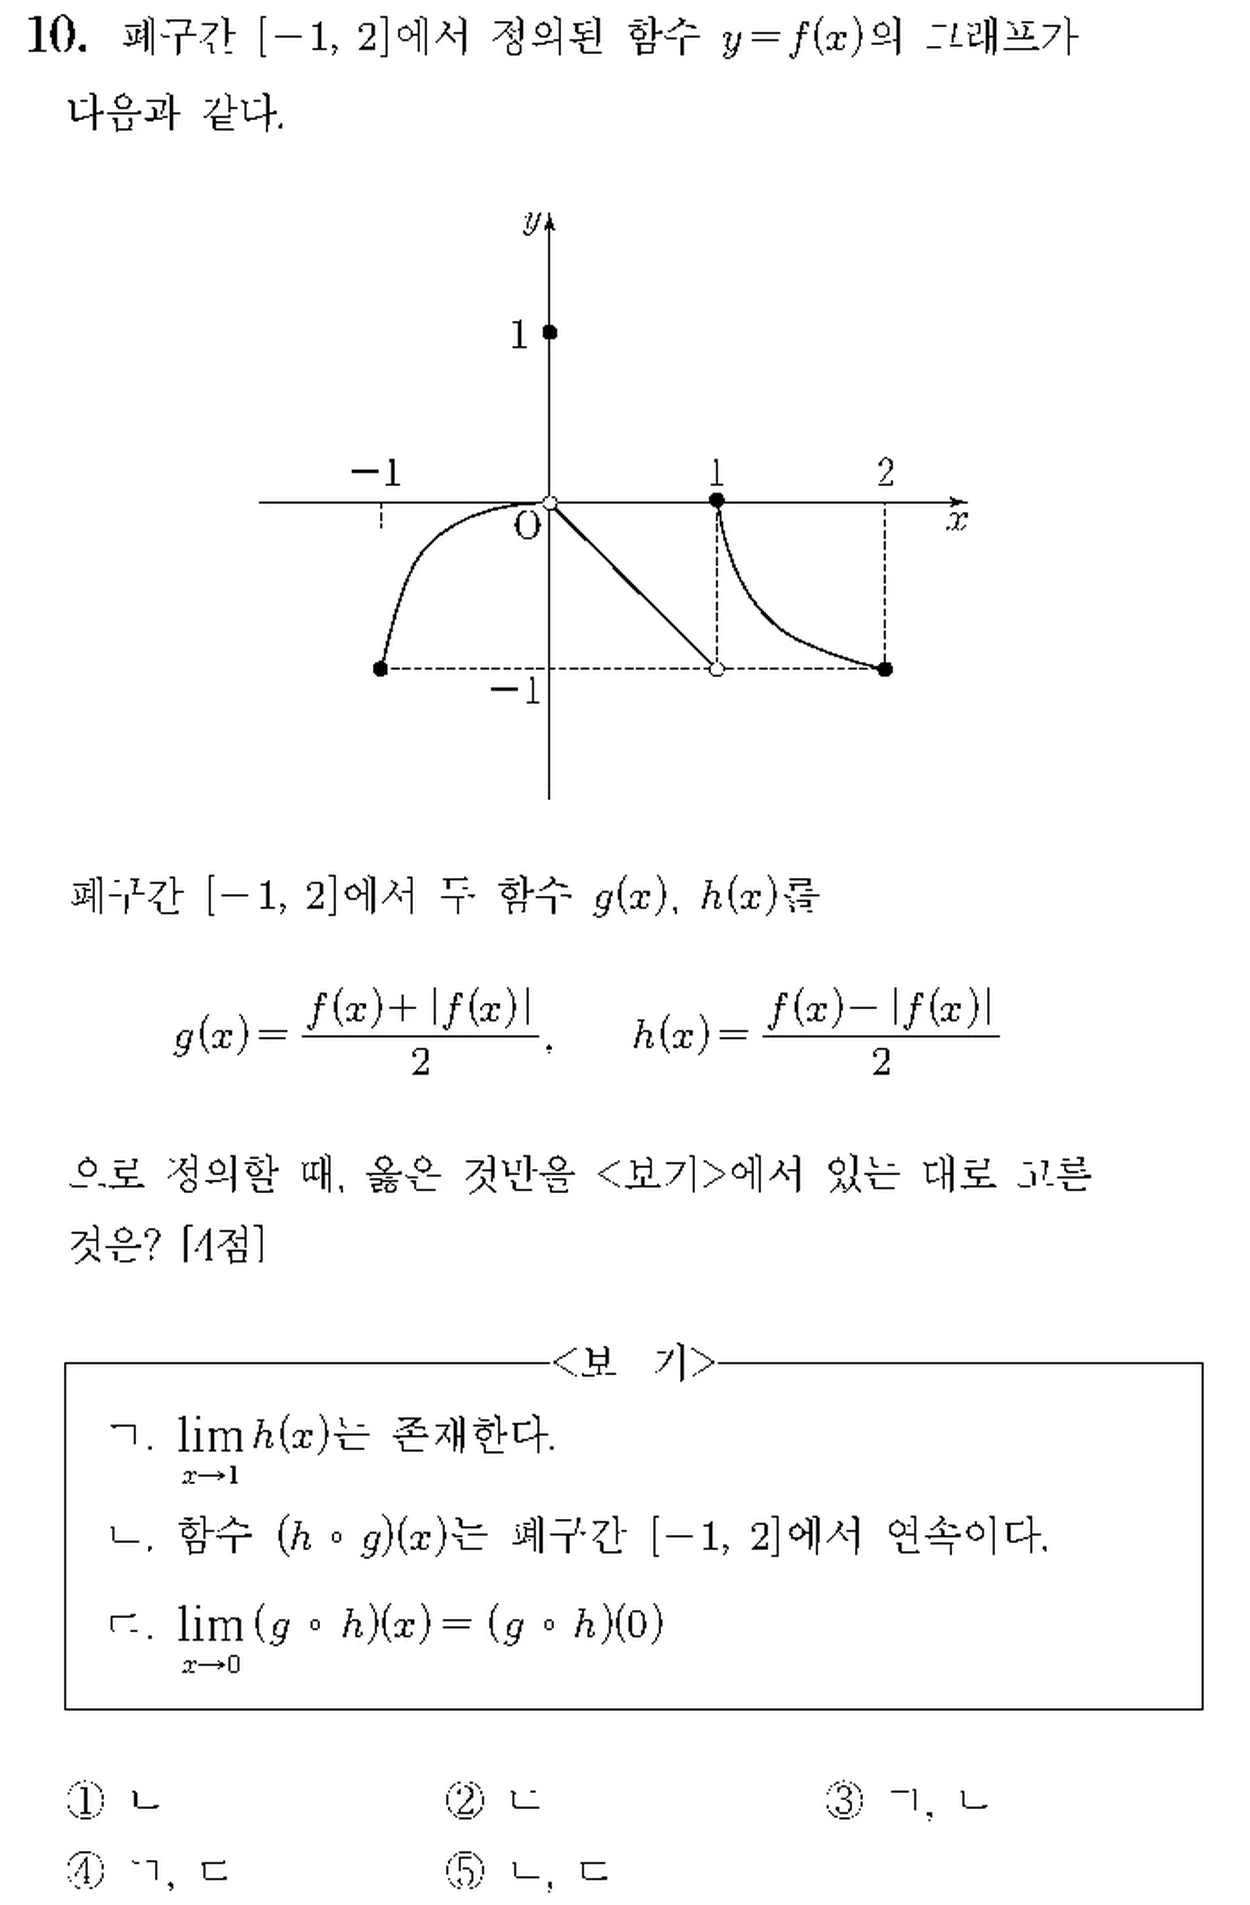 10. 폐구간 [−1, 2]에서 정의된 함수 y=f(x)의 그래프가
다음과 같다.
y
1
−1
1
2
O
x
−1
폐구간 [−1, 2]에서 두 함수 g(x), h(x)를
g(x)= \frac{f(x)+|f(x)|}{2}, h(x)= \frac{f(x)−|f(x)|}{2}
으로 정의할 때, 옳은 것만을 <보기>에서 있는 대로 고른
것은? [4점]
<보 기>
ㄱ. \lim_{x→1} h(x)는 존재한다.
ㄴ. 함수 (h∘g)(x)는 폐구간 [−1, 2]에서 연속이다.
ㄷ. \lim_{x→0} (g∘h)(x)=(g∘h)(0)
① ㄴ ② ㄷ ③ ㄱ, ㄴ
④ ㄱ, ㄷ ⑤ ㄴ, ㄷ